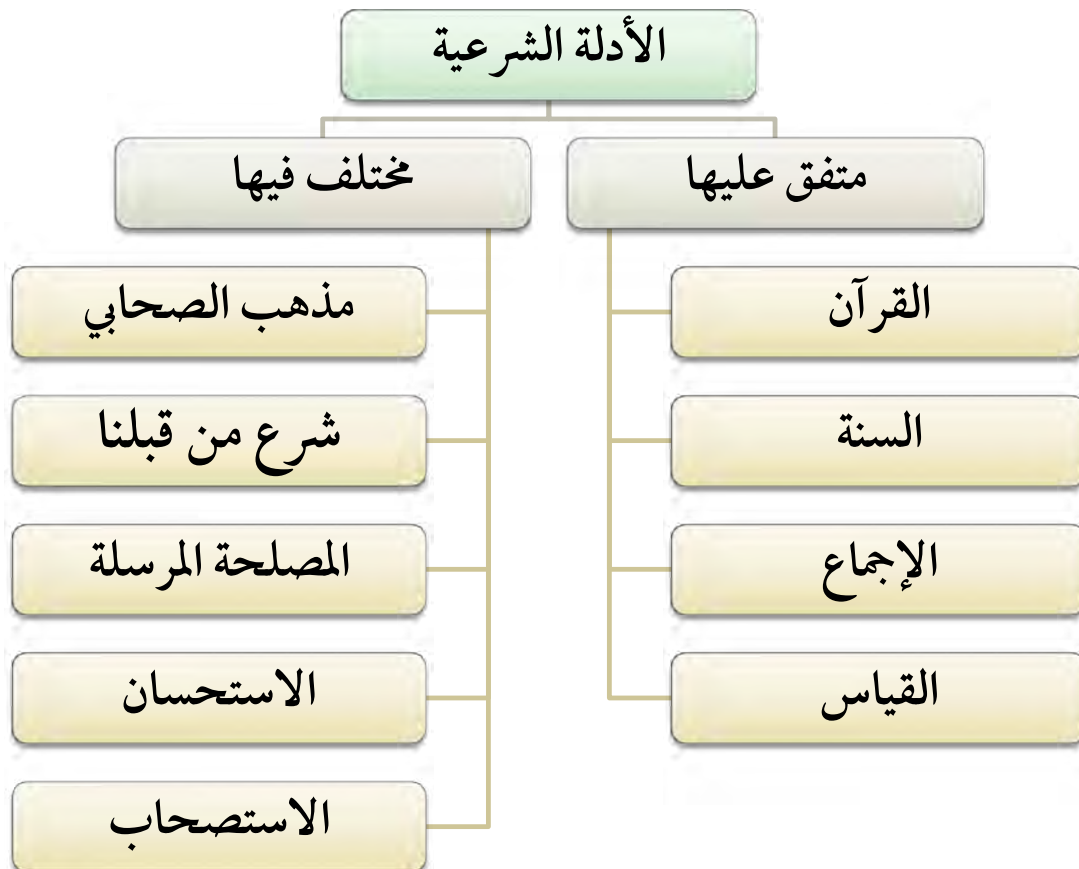 الأدلة الشرعية
متفق عليها
القرآن
السنة
الإجماع
القياس
مختلف فيها
مذهب الصحابي
شرع من قبلنا
المصلحة المرسلة
الاستحسان
الاستصحاب